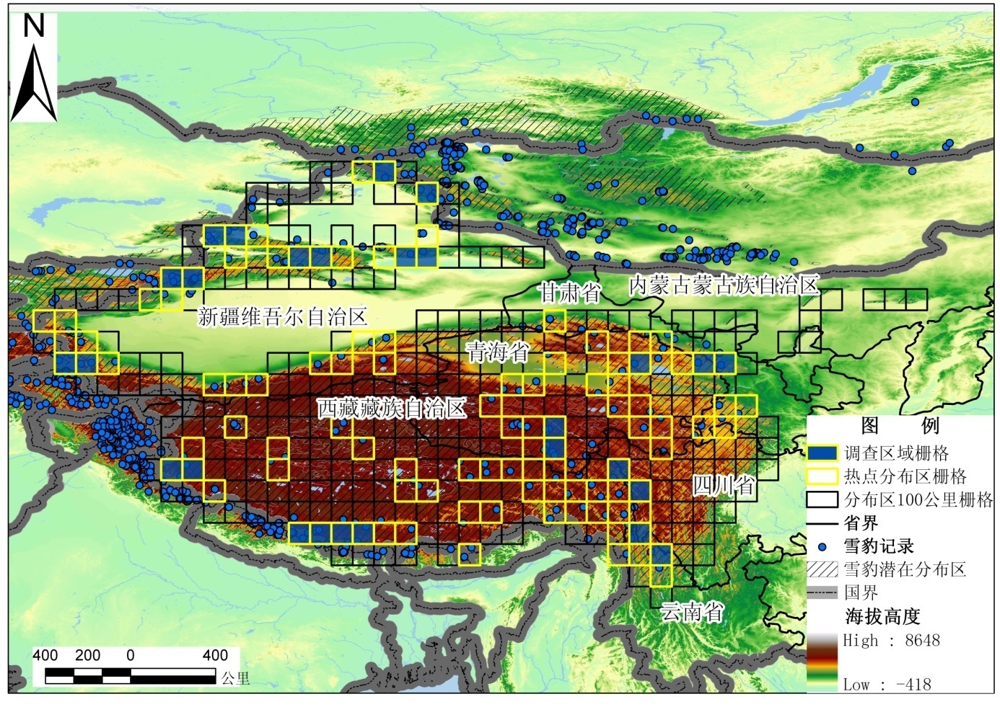 N
内蒙古蒙古族自治区
甘肃省
新疆维吾尔自治区
青海省
西藏藏族自治区
四川省
云南省
图 例
调查区域栅格
热点分布区栅格
分布区100公里栅格
省界
雪豹记录
雪豹潜在分布区
国界
海拔高度
High : 8648
Low : -418
400 200 0 400
公里